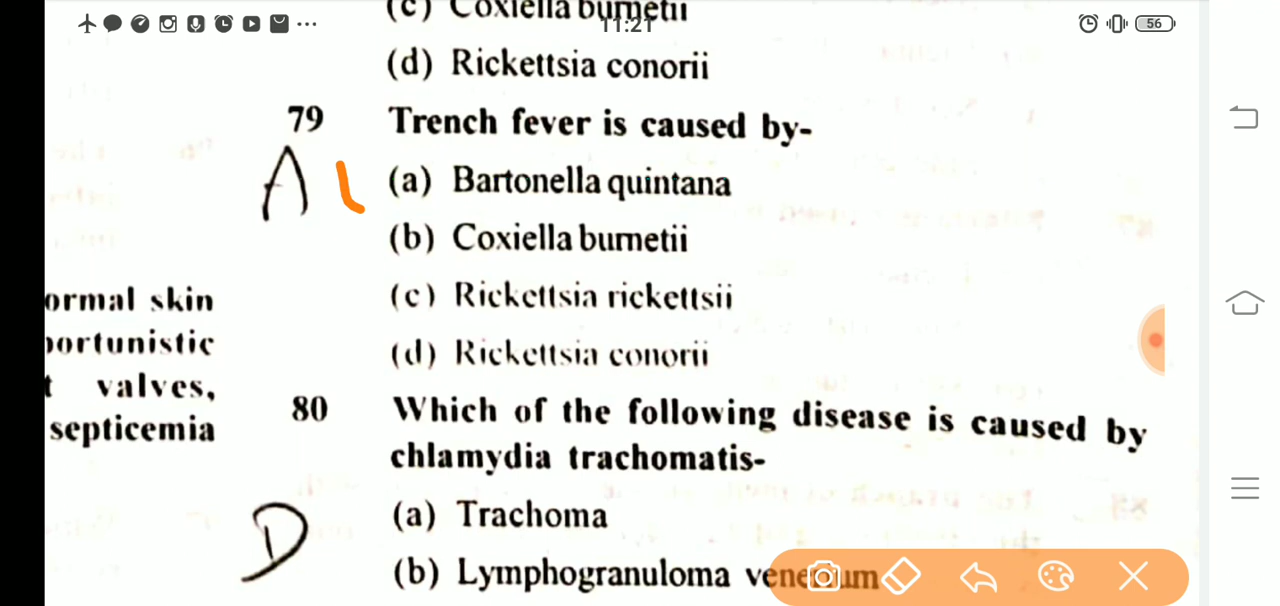 (c) Coxiella burnetii
11:21
56
(d) Rickettsia conorii
79 Trench fever is caused by-
A (a) Bartonella quintana
(b) Coxiella burnetii
(c) Rickettsia rickettsii
(d) Rickettsia conorii
ormal skin
portunistic
t valves,
septicemia
80 Which of the following disease is caused by
chlamydia trachomatis-
D (a) Trachoma
(b) Lymphogranuloma